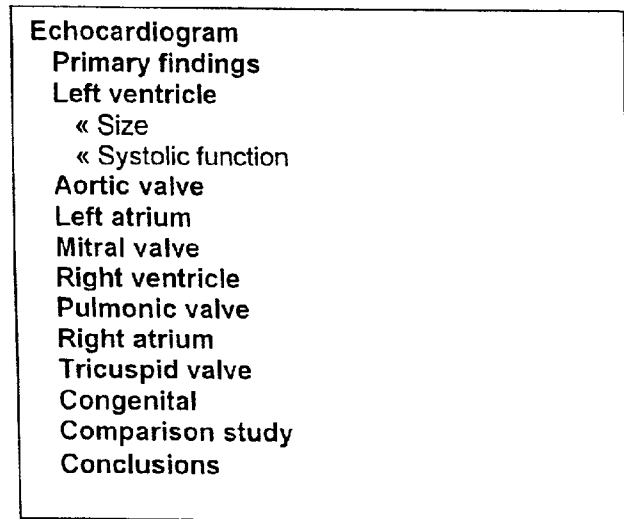 Echocardiogram
Primary findings
Left ventricle
« Size
« Systolic function
Aortic valve
Left atrium
Mitral valve
Right ventricle
Pulmonic valve
Right atrium
Tricuspid valve
Congenital
Comparison study
Conclusions